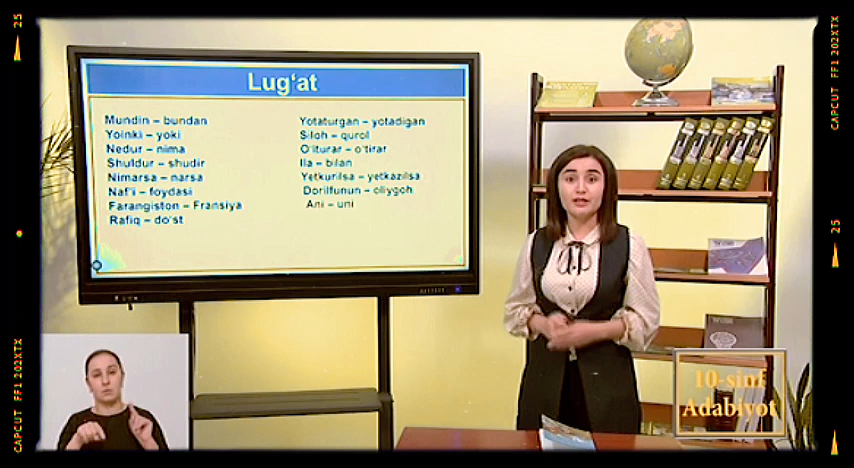 25
CAPCUT FF1 202XTX
Lug‘at
Mundin – bundan
Yoinki – yoki
Nedur – nima
Shuldur – shudir
Nimarsa – narsa
Naf’i – foydasi
Farangiston – Fransiya
Rafiq – do‘st
Yotaturgan – yotadigan
Siloh – qurol
O‘lturar – o‘tirar
Ila – bilan
Yetkurilsa – yetkazilsa
Dorilfunun – oliygoh
Ani – uni
10-sinf
Adabiyot
CAPCUT FF1 202XTX
25